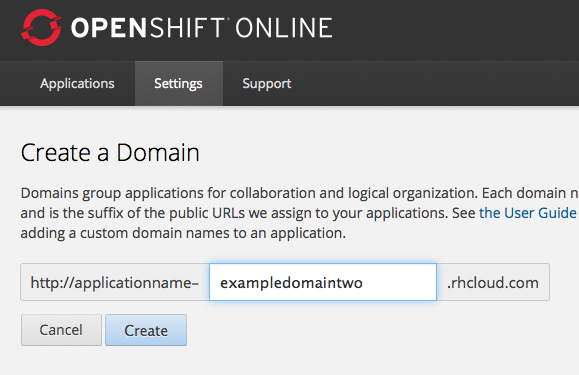 OPENSHIFT ONLINE
Applications Settings Support
Create a Domain
Domains group applications for collaboration and logical organization. Each domain n
and is the suffix of the public URLs we assign to your applications. See the User Guide
adding a custom domain names to an application.
http://applicationname– exampledomaintwo .rhcloud.com
Cancel Create